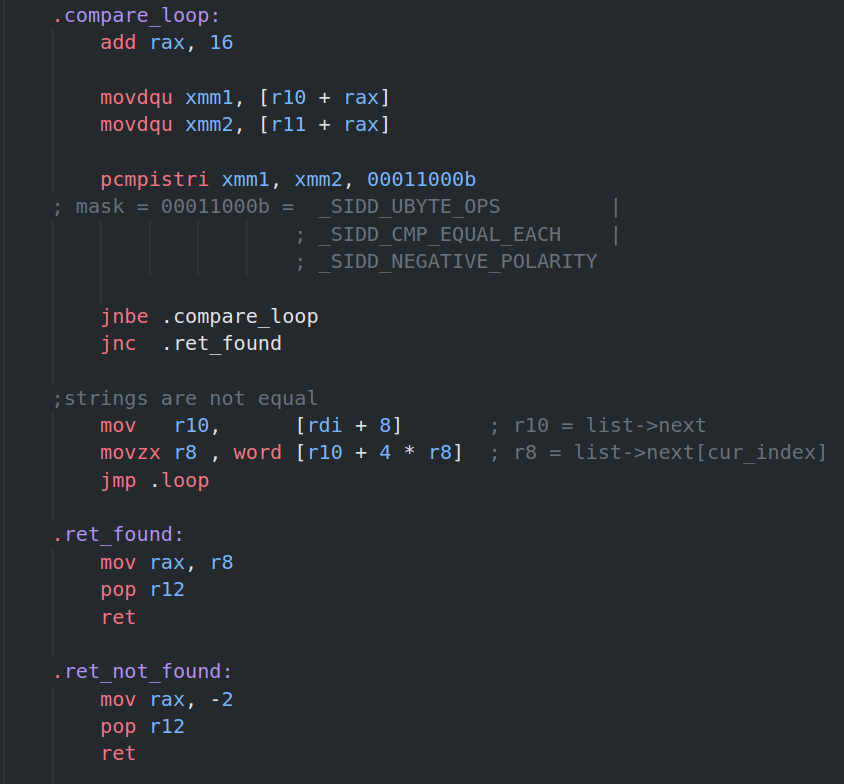 .compare_loop:
add rax, 16
movdqu xmm1, [r10 + rax]
movdqu xmm2, [r11 + rax]
pcmpistri xmm1, xmm2, 00011000b
; mask = 00011000b =  _SIDD_UBYTE_OPS         |
; _SIDD_CMP_EQUAL_EACH    |
; _SIDD_NEGATIVE_POLARITY
jnbe .compare_loop
jnc  .ret_found
;strings are not equal
mov   r10,      [rdi + 8]       ; r10 = list->next
movzx r8 , word [r10 + 4 * r8]  ; r8 = list->next[cur_index]
jmp .loop
.ret_found:
mov rax, r8
pop r12
ret
.ret_not_found:
mov rax, -2
pop r12
ret